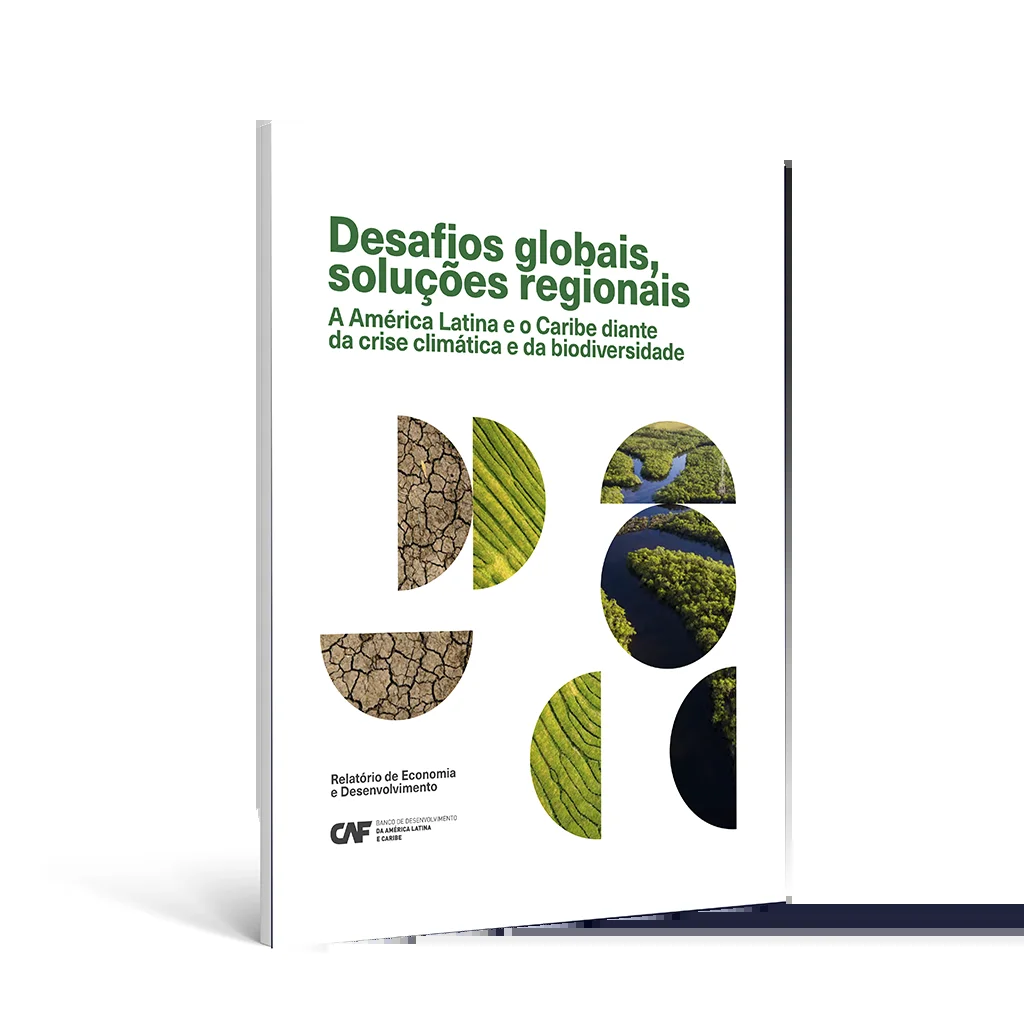 Desafios globais,
soluções regionais
A América Latina e o Caribe diante
da crise climática e da biodiversidade
Relatório de Economia
e Desenvolvimento
CAF
BANCO DE DESENVOLVIMENTO
DA AMÉRICA LATINA
E CARIBE